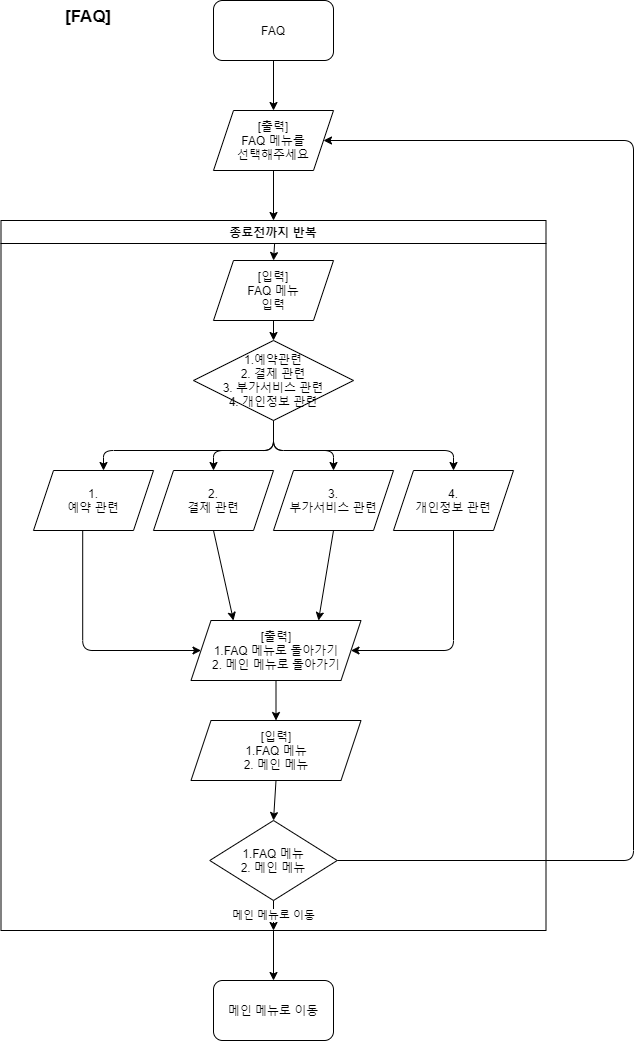 [FAQ]
FAQ
[출력]
FAQ 메뉴를
선택해주세요
종료전까지 반복
[입력]
FAQ 메뉴
입력
1.예약관련
2. 결제 관련
3. 부가서비스 관련
4. 개인정보 관련
1.
예약 관련
2.
결제 관련
3.
부가서비스 관련
4.
개인정보 관련
[출력]
1.FAQ 메뉴로 돌아가기
2. 메인 메뉴로 돌아가기
[입력]
1.FAQ 메뉴
2. 메인 메뉴
1.FAQ 메뉴
2. 메인 메뉴
메인 메뉴로 이동
메인 메뉴로 이동